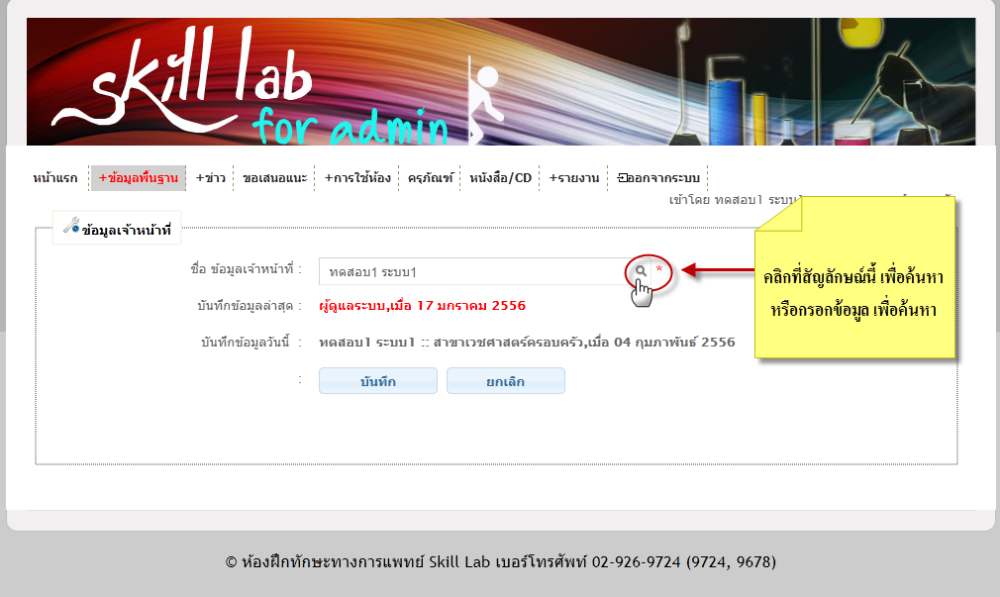 skill lab
for admin
หน้าแรก +ข้อมูลพื้นฐาน +ข่าว ขอเสนอแนะ +การใช้ห้อง ครุภัณฑ์ หนังสือ/CD +รายงาน ออกจากระบบ
เข้าโดย ทดสอบ1 ระบบ1
ข้อมูลเจ้าหน้าที่
ชื่อ ข้อมูลเจ้าหน้าที่ : ทดสอบ1 ระบบ1 *
คลิกที่สัญลักษณ์นี้ เพื่อค้นหา
หรือกรอกข้อมูล เพื่อค้นหา
บันทึกข้อมูลล่าสุด : ผู้ดูแลระบบ,เมื่อ 17 มกราคม 2556
บันทึกข้อมูลวันนี้ : ทดสอบ1 ระบบ1 :: สาขาเวชศาสตร์ครอบครัว,เมื่อ 04 กุมภาพันธ์ 2556
: บันทึก ยกเลิก
© ห้องฝึกทักษะทางการแพทย์ Skill Lab เบอร์โทรศัพท์ 02-926-9724 (9724, 9678)